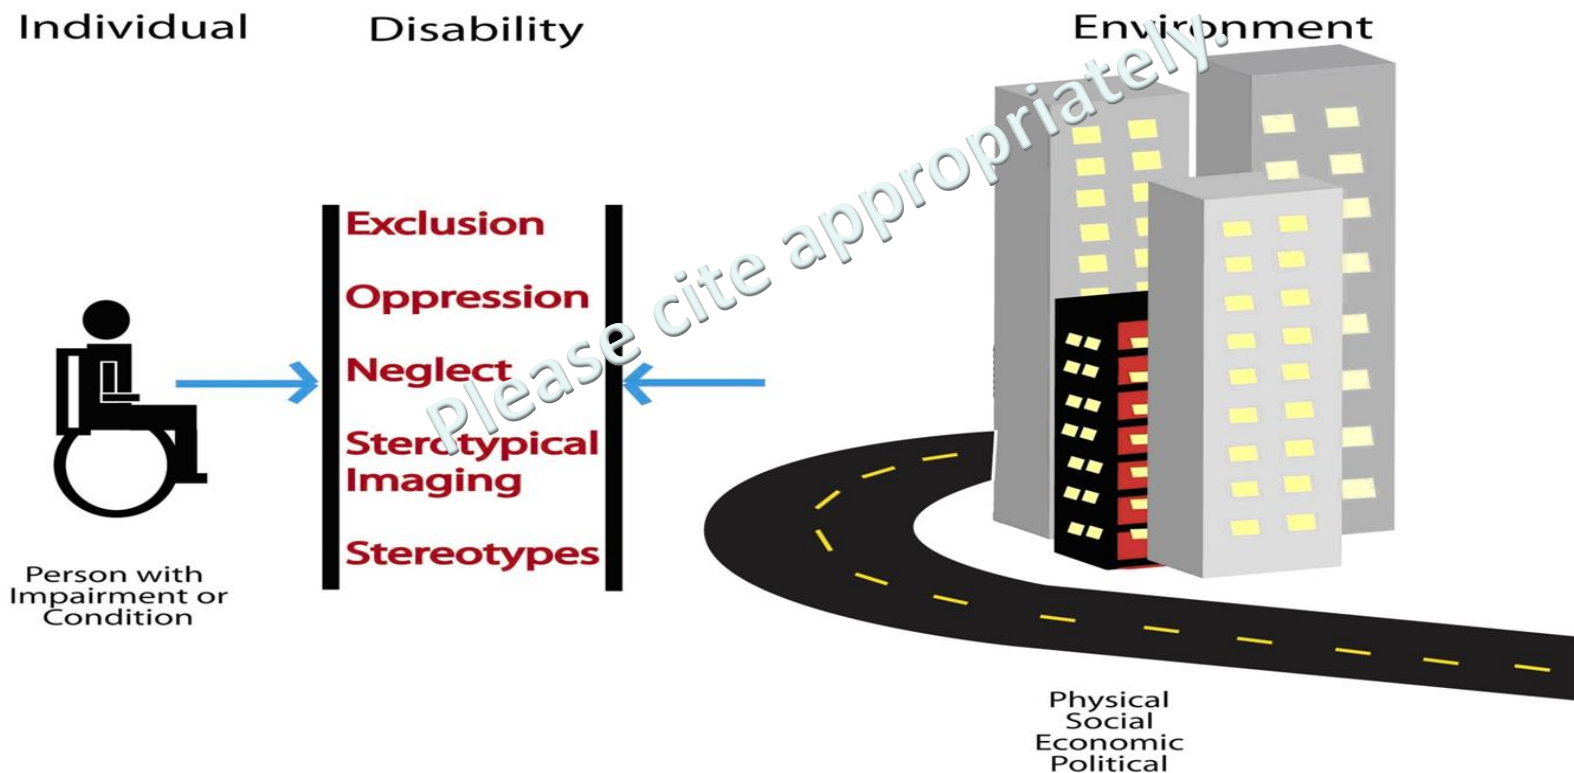 Individual
Disability
Environment
Exclusion
Oppression
Neglect
Sterotypical
Imaging
Stereotypes
Person with
Impairment or
Condition
Physical
Social
Economic
Political
Please cite appropriately.